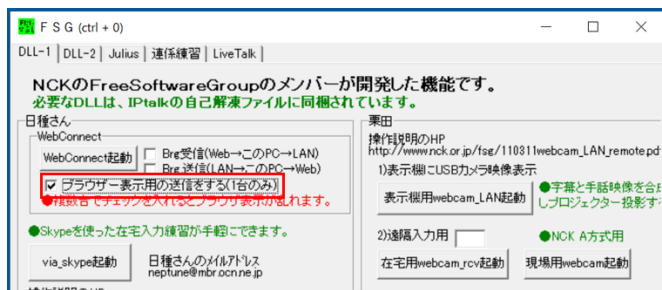 F S G (ctrl + 0)
DLL-1 DLL-2 Julius 連係練習 LiveTalk
NCKのFreeSoftwareGroupのメンバーが開発した機能です。
必要なDLLは、IPtalkの自己解凍ファイルに同梱されています。
日種さん
WebConnect
WebConnect起動
Brg受信(Web→このPC→LAN)
Brg送信(LAN→このPC→Web)
ブラウザー表示用の送信をする(1台のみ)
●複数台でチェックを入れるとブラウザ表示が乱れます。
●Skypeを使った在宅入力練習が手軽にできます。
via_skype起動
日種さんのメイルアドレス
neptune@mbr.ocn.ne.jp
栗田
操作説明のHP
http://www.nck.or.jp/fsg/110311webcam_LAN_remote.pd
1)表示機にUSBカメラ映像表示
表示機用webcam_LAN起動
●字幕と手話映像を合成
しプロジェクター投影す
2)遠隔入力用
●NCK A方式用
在宅用webcam_rcv起動
現場用webcam起動